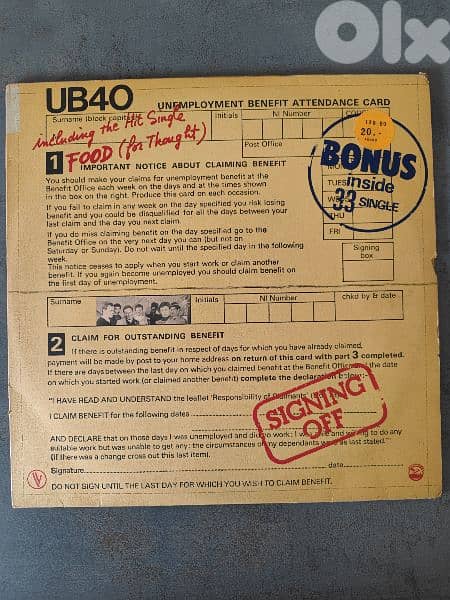 OLX
UB40
UNEMPLOYMENT BENEFIT ATTENDANCE CARD
Surname (block capitals)
Initials
NI Number
including the Hit Single
FOOD (for Thought)
Post Office
20.-
BONUS
inside
33 SINGLE
1 IMPORTANT NOTICE ABOUT CLAIMING BENEFIT
You should make your claims for unemployment benefit at the
Benefit Office each week on the days and at the times shown
in the box on the right. Produce this card on each occasion.
If you fail to claim in any week on the day specified you risk losing
benefit and you could be disqualified for all the days between your
last claim and the day you next claim.
If you do miss claiming benefit on the day specified go to the
Benefit Office on the very next day you can (but not on
Saturday or Sunday). Do not wait until the specified day in the following
week.
This notice ceases to apply when you start work or claim another
benefit. If you again become unemployed you should claim benefit on
the first day of unemployment.
TUES
THU
FRI
Signing
box
Surname
Initials
NI Number
chkd by & date
2 CLAIM FOR OUTSTANDING BENEFIT
If there is outstanding benefit in respect of days for which you have already claimed,
payment will be made by post to your home address on return of this card with part 3 completed.
If there are days between the last day on which you claimed benefit at the Benefit Office and the day
on which you started work (or claimed another benefit) complete the declaration below:-
"I HAVE READ AND UNDERSTAND the leaflet 'Responsibility of Claimants'
I CLAIM BENEFIT for the following dates
SIGNING
OFF
AND DECLARE that on those days I was unemployed and did no work; I was able and willing to do any
suitable work but was unable to get any: the circumstances of my dependants were as last stated."
(If there was a change cross out this last item).
Signature
date
DO NOT SIGN UNTIL THE LAST DAY FOR WHICH YOU WISH TO CLAIM BENEFIT.